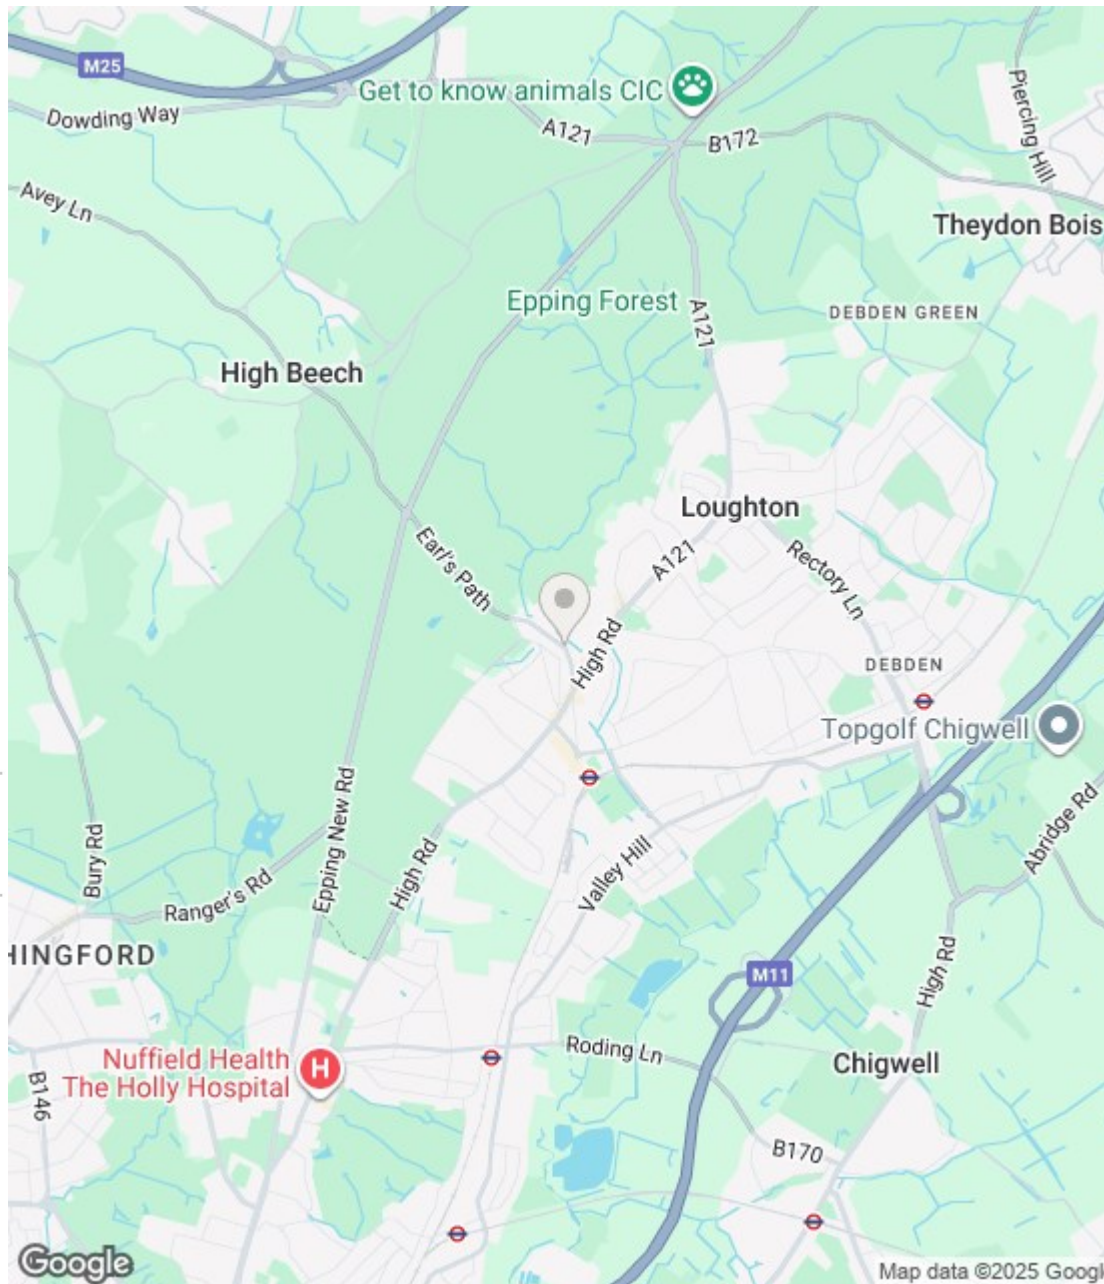 M25
Dowding Way
Get to know animals CIC
A121
B172
Piercing Hill
Avey Ln
Theydon Bois
Epping Forest
A121
DEBDEN GREEN
High Beech
Loughton
Earl's Path
A121
Rectory Ln
High Rd
DEBDEN
Topgolf Chigwell
Bury Rd
Epping New Rd
High Rd
Abridge Rd
Ranger's Rd
Valley Hill
HINGFORD
High Rd
M11
Nuffield Health
The Holly Hospital
H
Roding Ln
Chigwell
B146
B170
Google
Map data ©2025 Googl